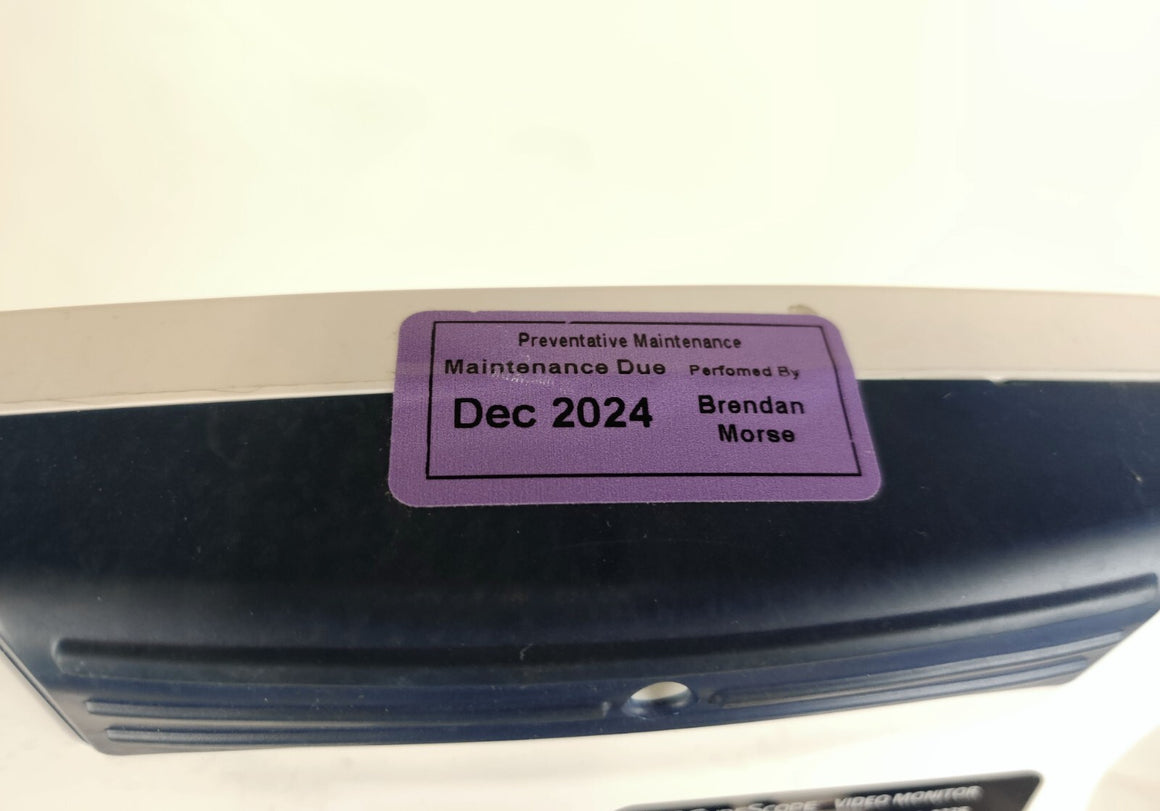 Preventative Maintenance
Maintenance Due Perfomed By
Dec 2024 Brendan
Morse
VIDEO MONITOR